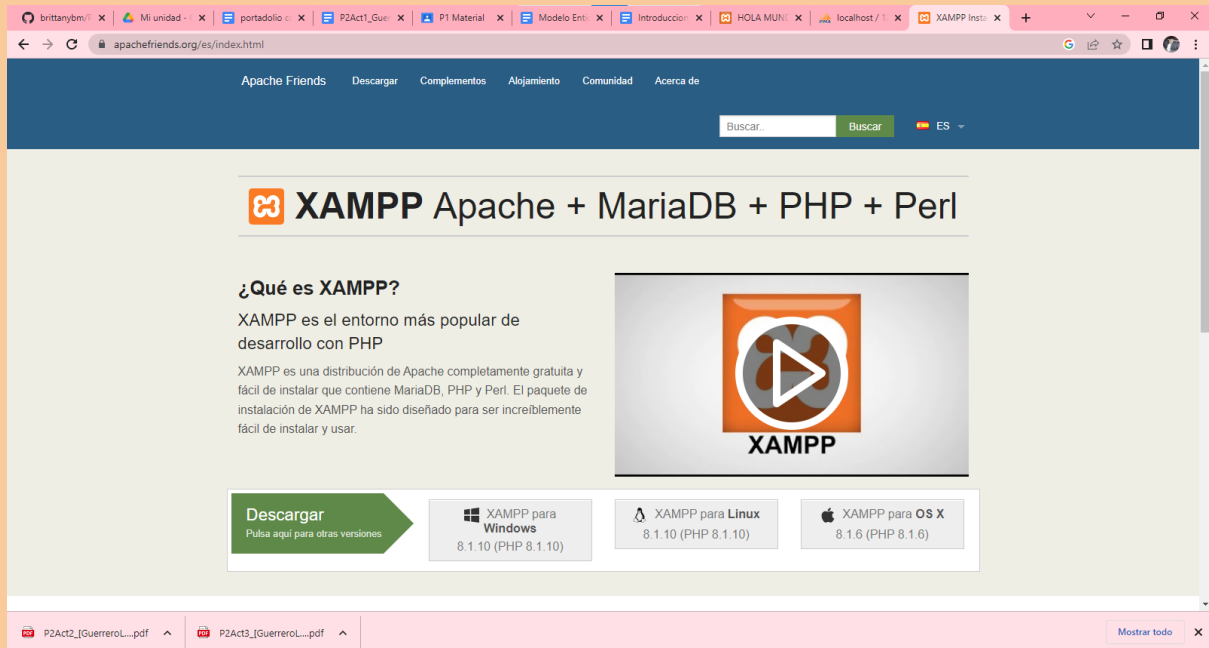 brittanybm/
Mi unidad -
portadolio c
P2Act1_Gue
P1 Material
Modelo Enti
Introduccion
HOLA MUN
localhost / 1
XAMPP Insta
apachefriends.org/es/index.html
Apache Friends Descargar Complementos Alojamiento Comunidad Acerca de
Buscar.. Buscar ES
XAMPP Apache + MariaDB + PHP + Perl
¿Qué es XAMPP?
XAMPP es el entorno más popular de
desarrollo con PHP
XAMPP es una distribución de Apache completamente gratuita y
fácil de instalar que contiene MariaDB, PHP y Perl. El paquete de
instalación de XAMPP ha sido diseñado para ser increíblemente
fácil de instalar y usar.
XAMPP
Descargar
Pulsa aquí para otras versiones
XAMPP para
Windows
8.1.10 (PHP 8.1.10)
XAMPP para Linux
8.1.10 (PHP 8.1.10)
XAMPP para OS X
8.1.6 (PHP 8.1.6)
PDF P2Act2_[GuerreroL....pdf
PDF P2Act3_[GuerreroL....pdf
Mostrar todo